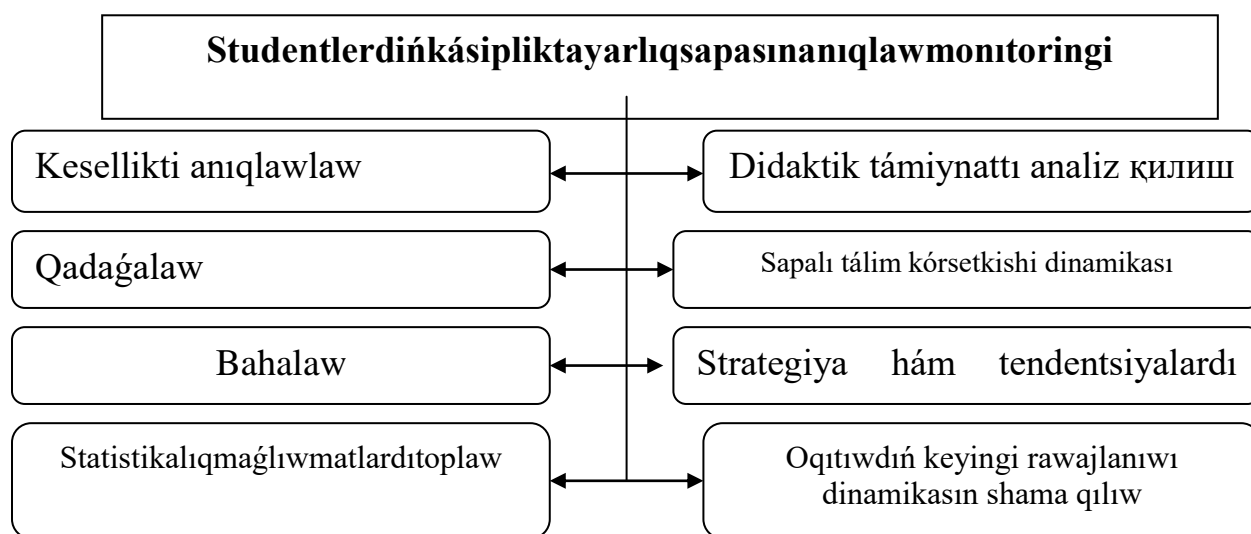 Studentlerdińkásipliktayarlıqsapasınanıqlawmonıtoringi
Kesellikti anıqlawlaw
Didaktik támiynattı analiz қилиш
Qadaǵalaw
Sapalı tálim kórsetkishi dinamikası
Bahalaw
Strategiya hám tendentsiyalardı
Statistikalıqmaǵlıwmatlardıtoplaw
Oqıtıwdıń keyingi rawajlanıwı
dinamikasın shama qılıw